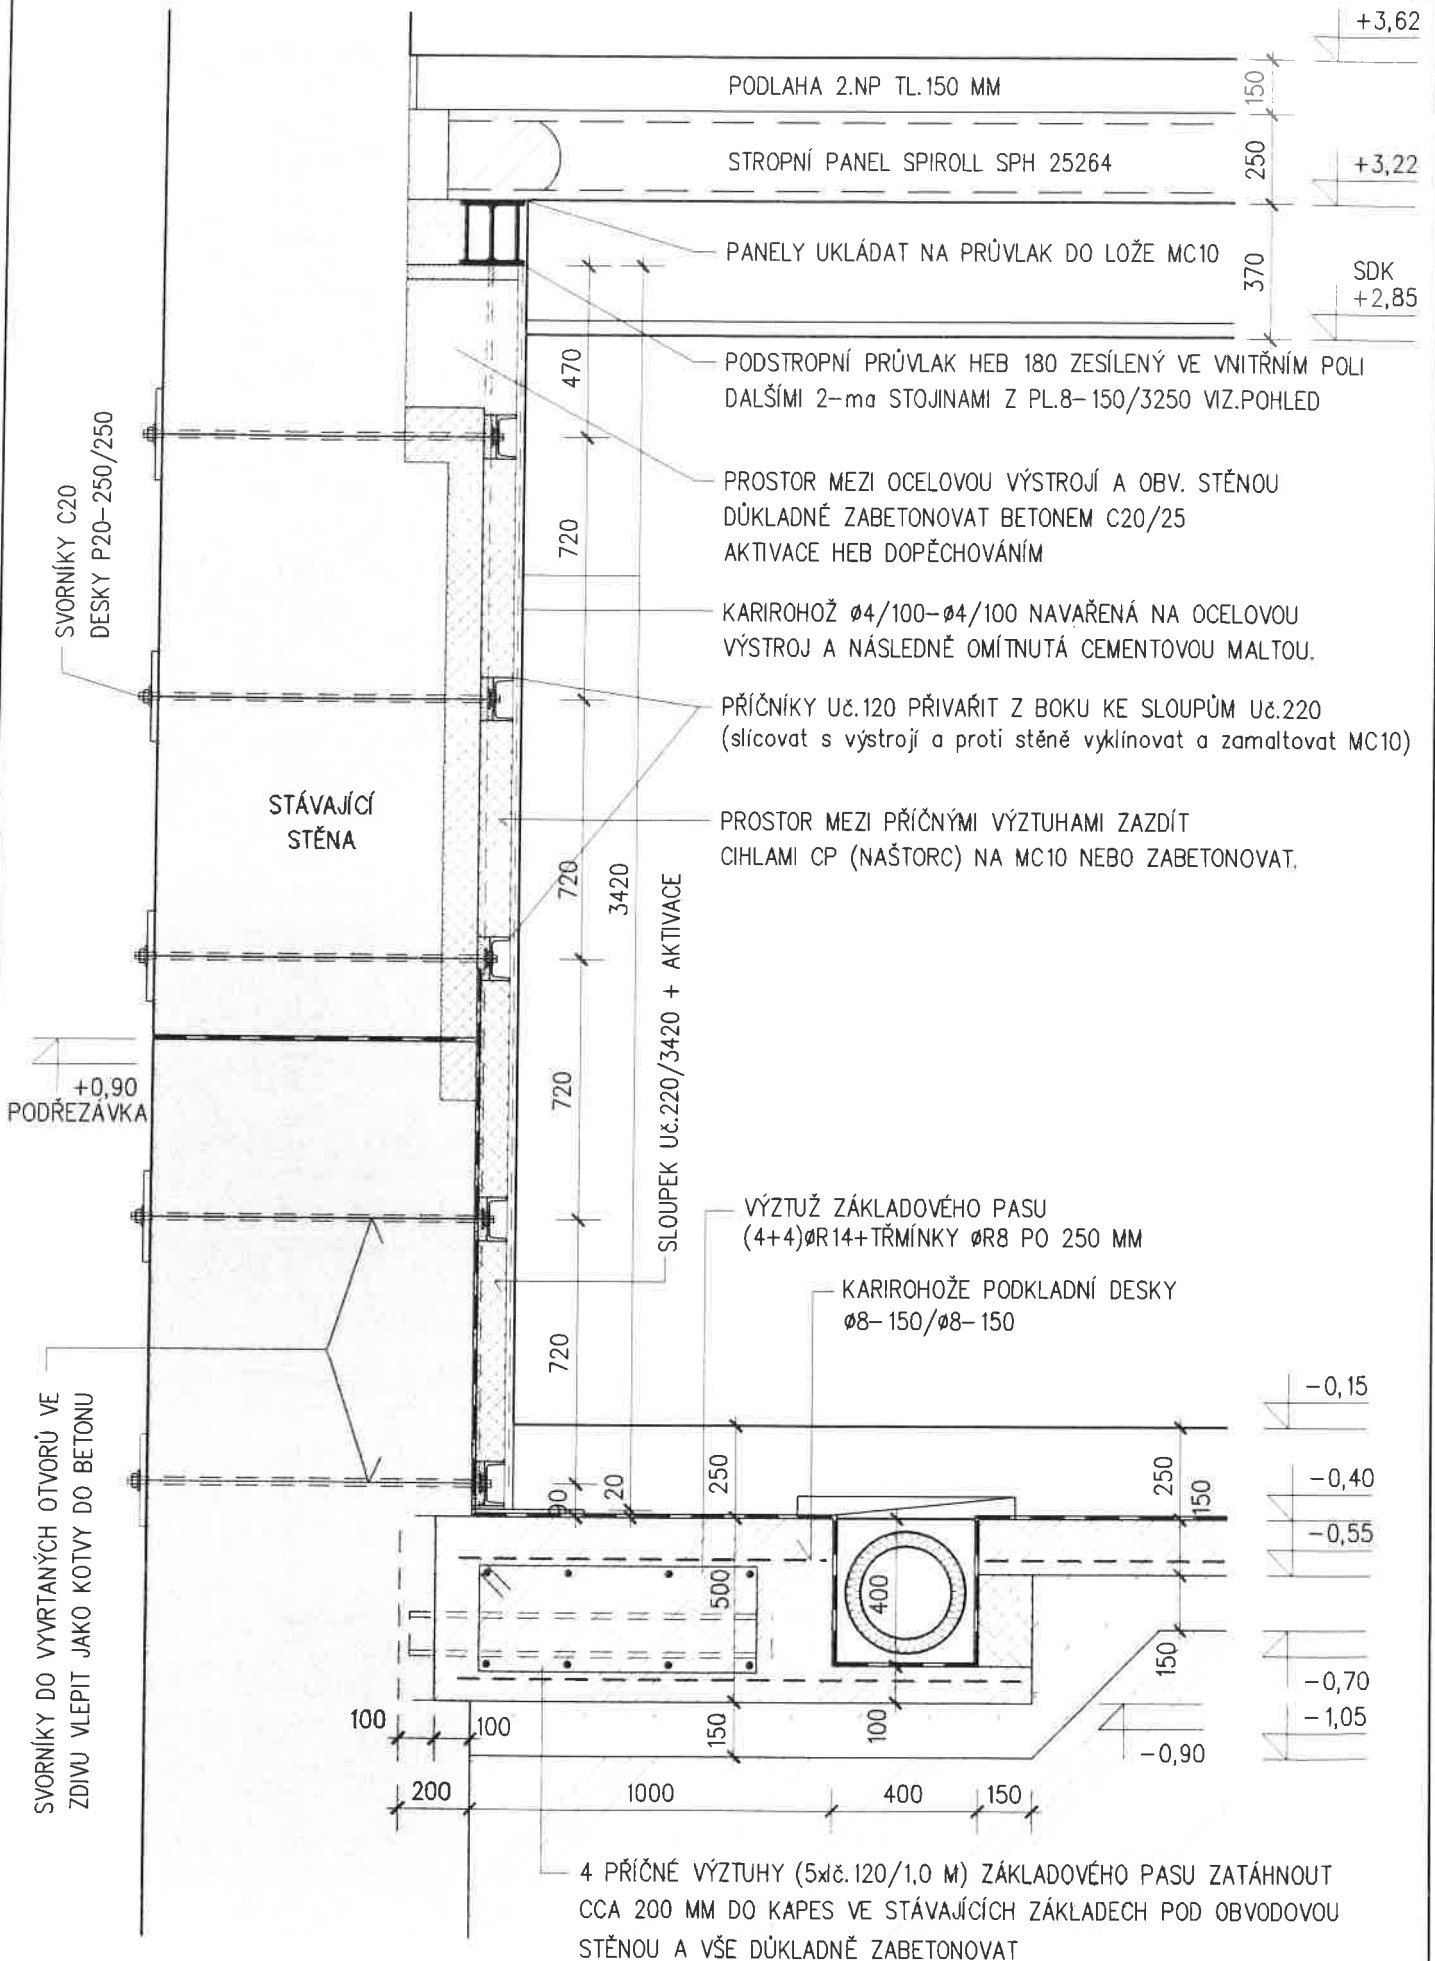 +3,62
PODLAHA 2.NP TL.150 MM
150
STROPNÍ PANEL SPIROLL SPH 25264
250
+3,22
PANELY UKLÁDAT NA PRŮVLAK DO LOŽE MC10
370
SDK
+2,85
PODSTROPNÍ PRŮVLAK HEB 180 ZESÍLENÝ VE VNITŘNÍM POLI
DALŠÍMI 2-ma STOJINAMI Z PL.8-150/3250 VIZ.POHLED
470
SVORNÍKY C20
DESKY P20-250/250
PROSTOR MEZI OCELOVOU VÝSTROJÍ A OBV. STĚNOU
DŮKLADNĚ ZABETONOVAT BETONEM C20/25
AKTIVACE HEB DOPĚCHOVÁNÍM
720
KARIROHOŽ ø4/100-ø4/100 NAVAŘENÁ NA OCELOVOU
VÝSTROJ A NÁSLEDNĚ OMÍTNUTÁ CEMENTOVOU MALTOU.
PŘÍČNÍKY Uč.120 PŘIVAŘIT Z BOKU KE SLOUPŮM Uč.220
(slícovat s výstrojí a proti stěně vyklínovat a zamaltovat MC10)
STÁVAJÍCÍ
STĚNA
PROSTOR MEZI PŘÍČNÝMI VÝZTUHAMI ZAZDÍT
CIHLAMI CP (NAŠTORC) NA MC10 NEBO ZABETONOVAT.
720
3420
SLOUPEK Uč.220/3420 + AKTIVACE
+0,90
PODŘEZÁVKA
720
VÝZTUŽ ZÁKLADOVÉHO PASU
(4+4)øR14+TŘMÍNKY øR8 PO 250 MM
KARIROHOŽE PODKLADNÍ DESKY
ø8-150/ø8-150
720
SVORNÍKY DO VYVRTANÝCH OTVORŮ VE
ZDIVU VLEPIT JAKO KOTVY DO BETONU
-0,15
250
250
-0,40
90
20
150
-0,55
500
400
150
-0,70
-1,05
-0,90
100
100
150
100
200
1000
400
150
4 PŘÍČNÉ VÝZTUHY (5xIč.120/1,0 M) ZÁKLADOVÉHO PASU ZATÁHNOUT
CCA 200 MM DO KAPES VE STÁVAJÍCÍCH ZÁKLADECH POD OBVODOVOU
STĚNOU A VŠE DŮKLADNĚ ZABETONOVAT